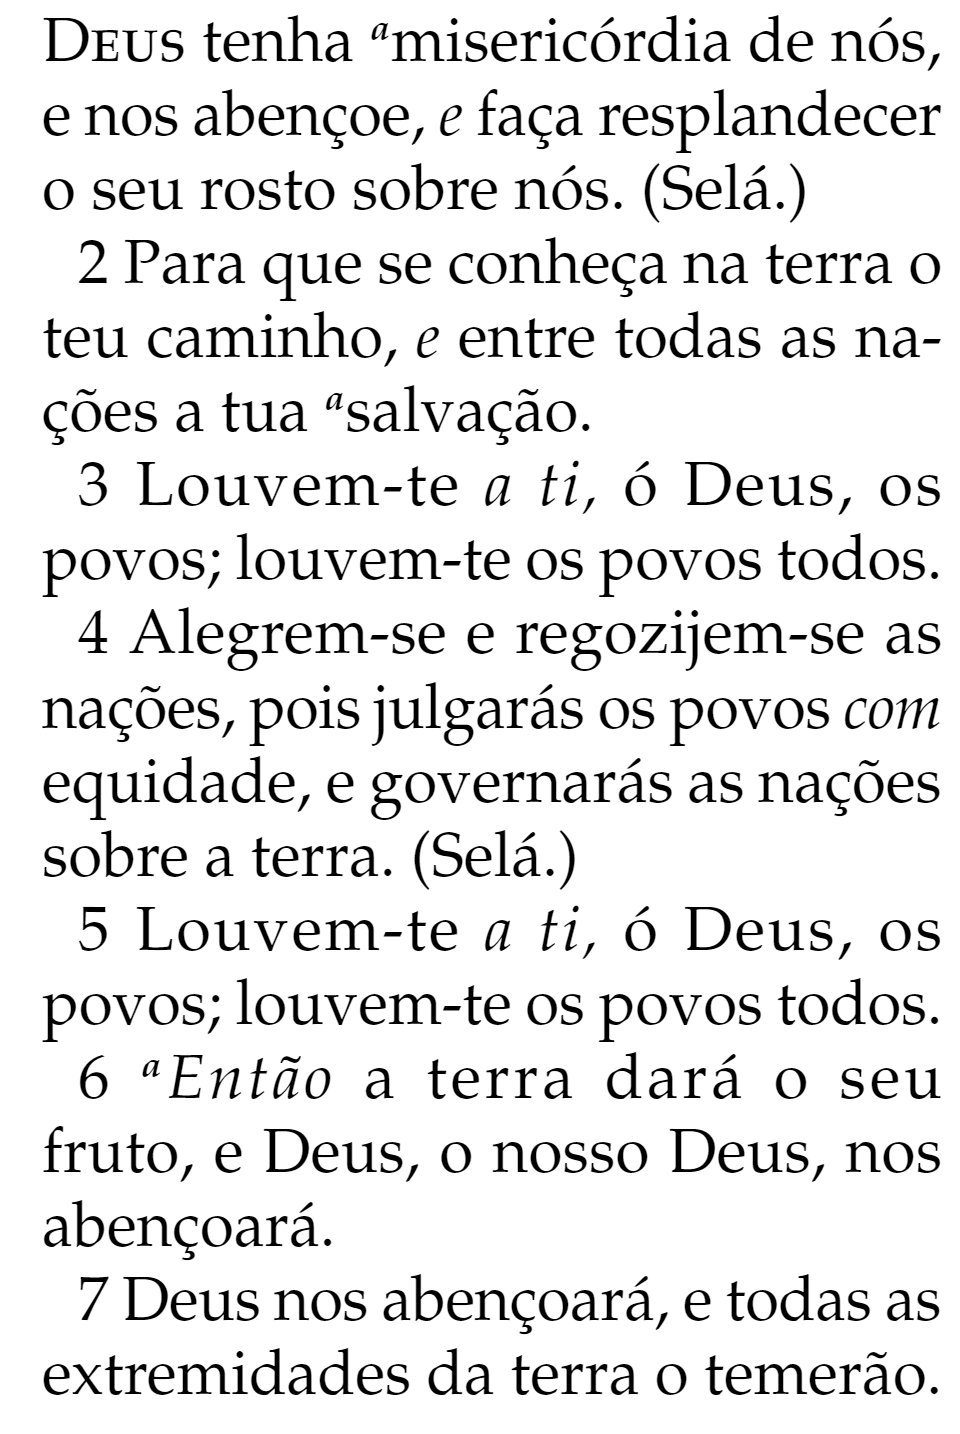 DEUS tenha ᵃmisericórdia de nós,
e nos abençoe, e faça resplandecer
o seu rosto sobre nós. (Selá.)
2 Para que se conheça na terra o
teu caminho, e entre todas as na-
ções a tua ᵃsalvação.
3 Louvem-te a ti, ó Deus, os
povos; louvem-te os povos todos.
4 Alegrem-se e regozijem-se as
nações, pois julgarás os povos com
equidade, e governarás as nações
sobre a terra. (Selá.)
5 Louvem-te a ti, ó Deus, os
povos; louvem-te os povos todos.
6 ᵃEntão a terra dará o seu
fruto, e Deus, o nosso Deus, nos
abençoará.
7 Deus nos abençoará, e todas as
extremidades da terra o temerão.